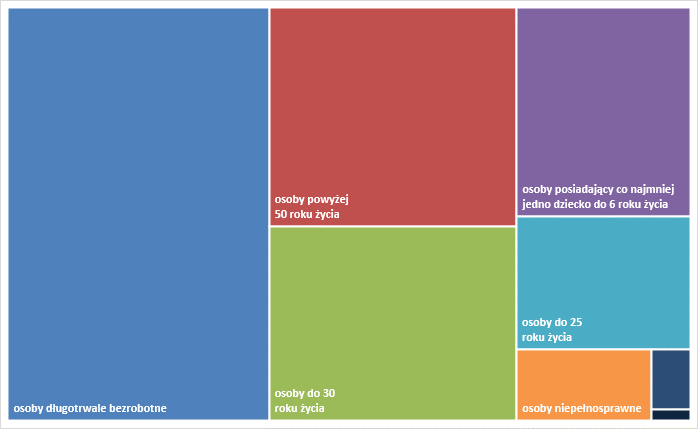 osoby długotrwale bezrobotne
osoby powyżej
50 roku życia
osoby do 30
roku życia
osoby posiadający co najmniej
jedno dziecko do 6 roku życia
osoby do 25
roku życia
osoby niepełnosprawne